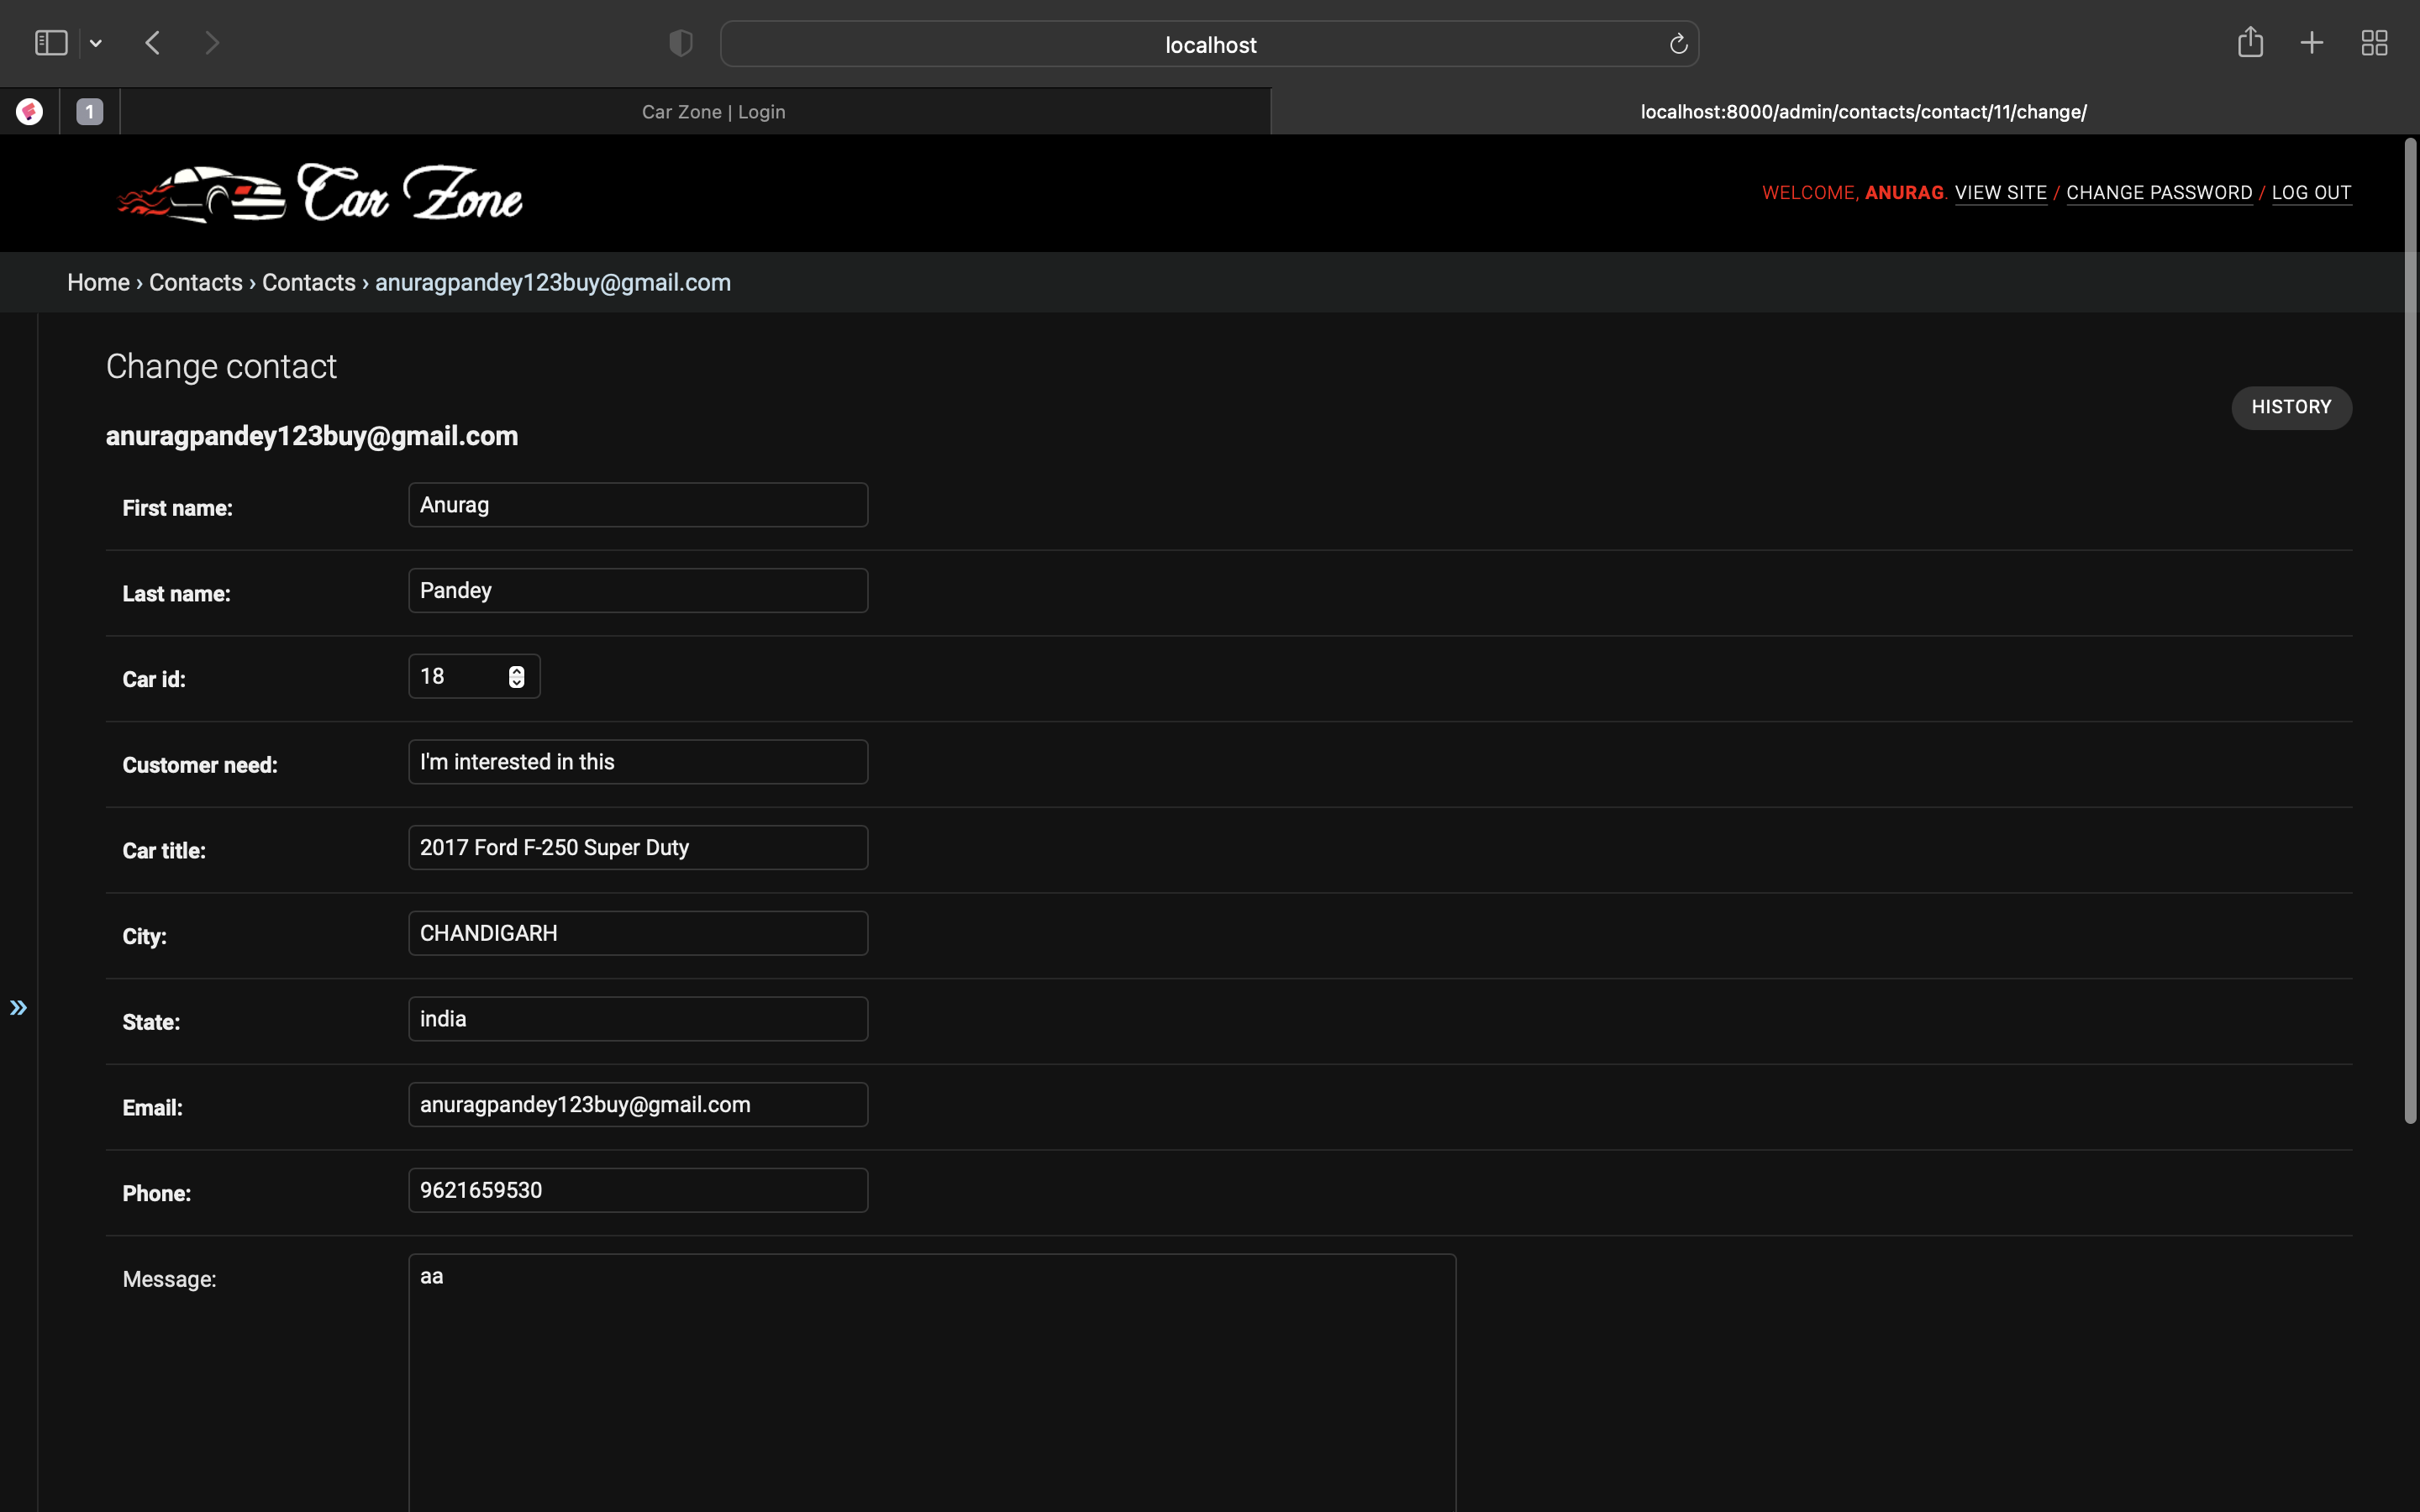 localhost
1
Car Zone | Login
localhost:8000/admin/contacts/contact/11/change/
Car Zone
WELCOME, ANURAG. VIEW SITE / CHANGE PASSWORD / LOG OUT
Home › Contacts › Contacts › anuragpandey123buy@gmail.com
Change contact
HISTORY
anuragpandey123buy@gmail.com
First name: Anurag
Last name: Pandey
Car id: 18
Customer need: I'm interested in this
Car title: 2017 Ford F-250 Super Duty
City: CHANDIGARH
State: india
Email: anuragpandey123buy@gmail.com
Phone: 9621659530
Message: aa